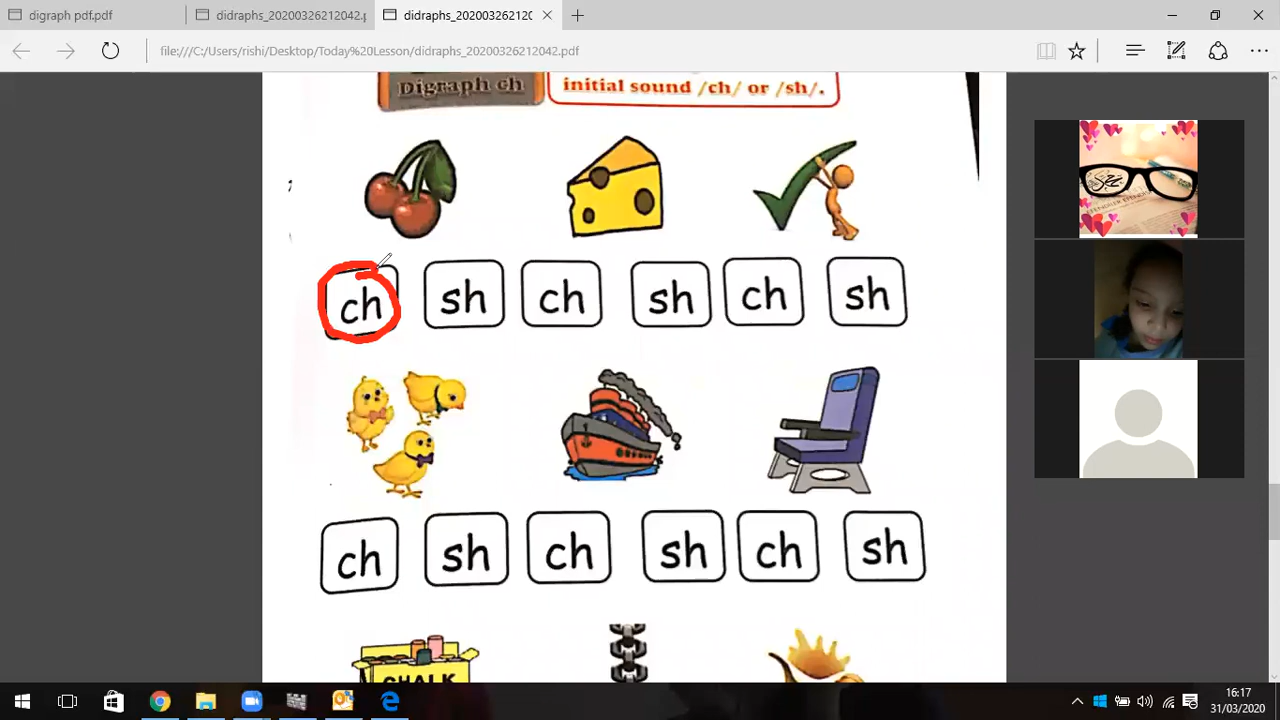 digraph pdf.pdf
didraphs_20200326212042.p
didraphs_202003262120
file:///C:/Users/rishi/Desktop/Today%20Lesson/didraphs_20200326212042.pdf
Digraph ch
initial sound /ch/ or /sh/.
ch sh ch sh ch sh
ch sh ch sh ch sh
CHALK
16:17
31/03/2020